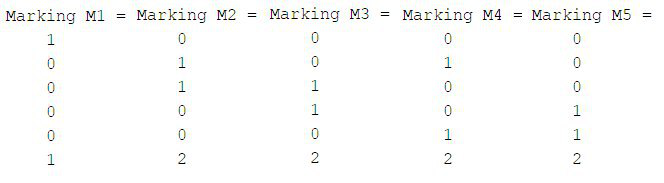 Marking M1 = Marking M2 = Marking M3 = Marking M4 = Marking M5 =
1 0 0 0 0
0 1 0 1 0
0 1 1 0 0
0 0 1 0 1
0 0 0 1 1
1 2 2 2 2